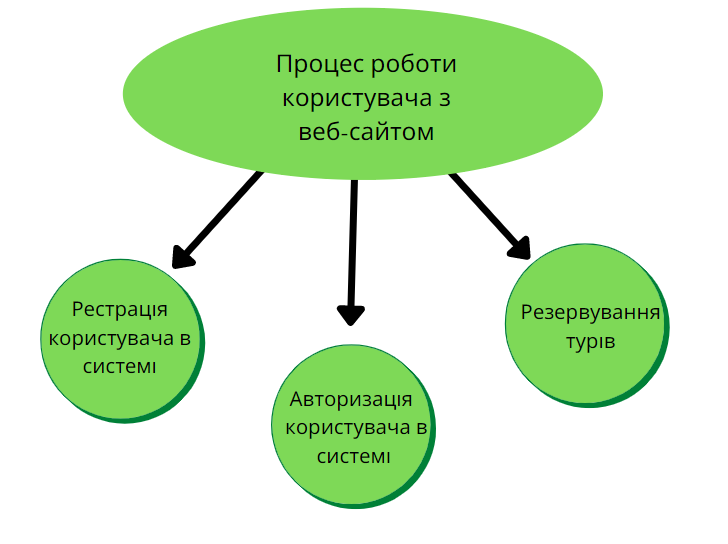 Процес роботи
користувача з
веб-сайтом
Рестрація
користувача в
системі
Авторизація
користувача в
системі
Резервування
турів